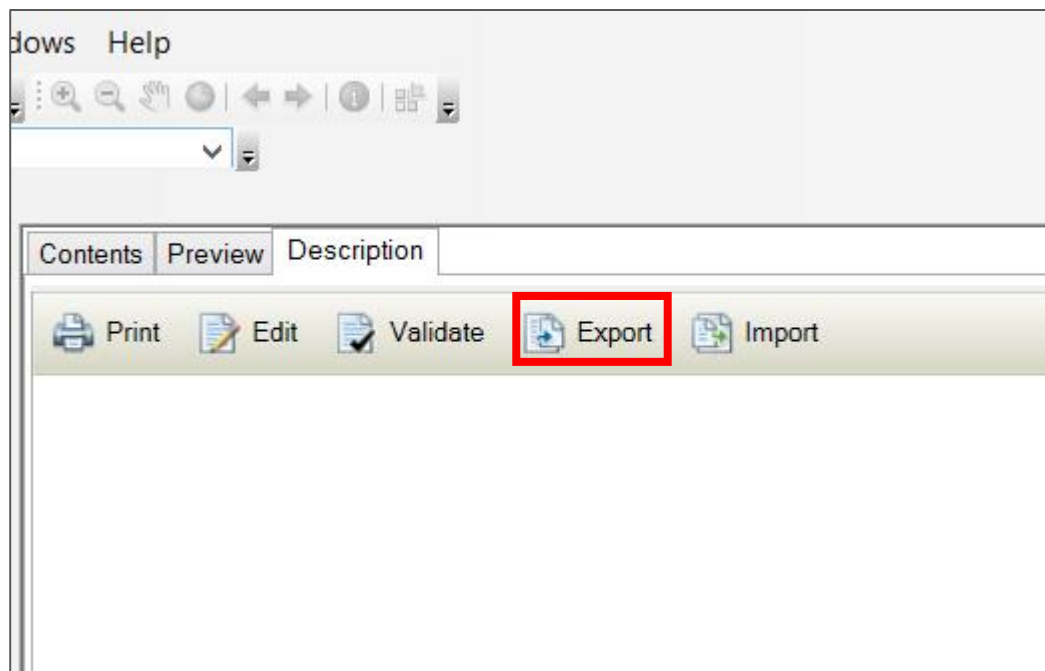 dows Help
Contents Preview Description
Print Edit Validate Export Import